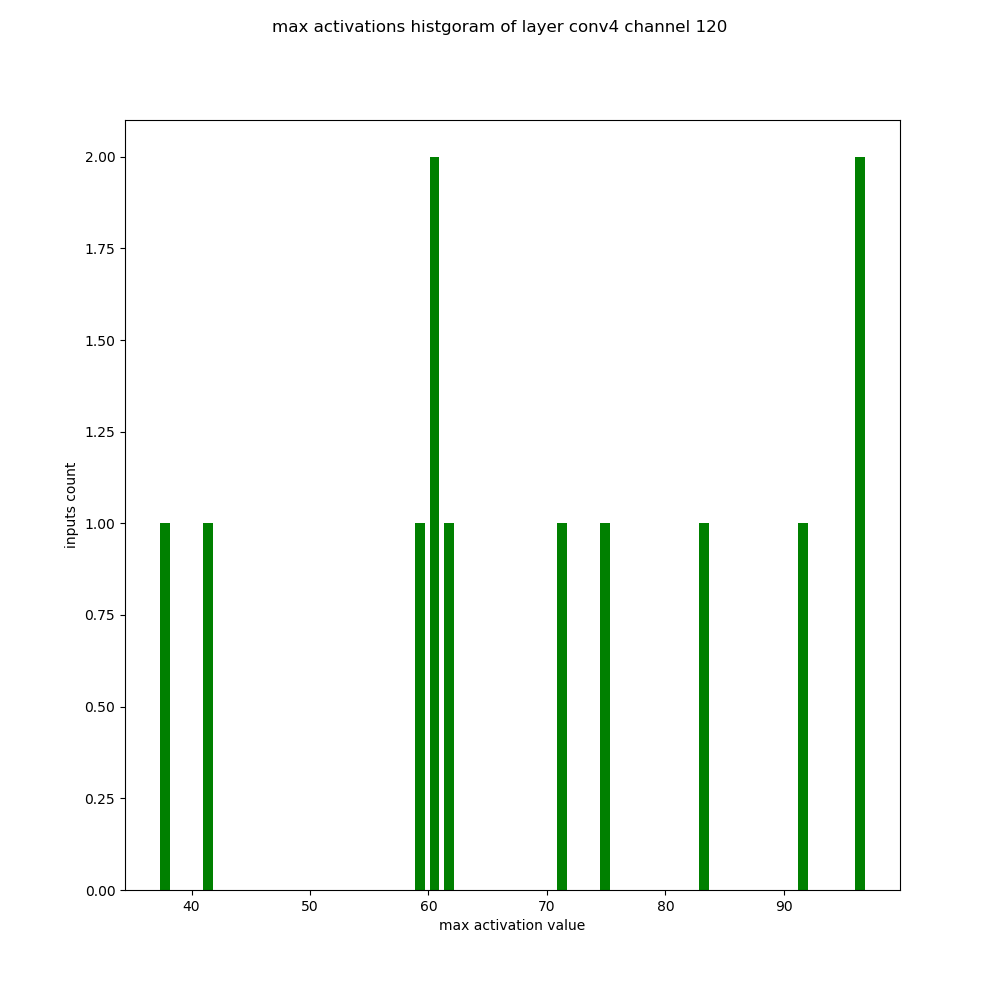 max activations histgoram of layer conv4 channel 120
2.00
1.75
1.50
1.25
1.00
0.75
0.50
0.25
0.00
inputs count
40 50 60 70 80 90
max activation value